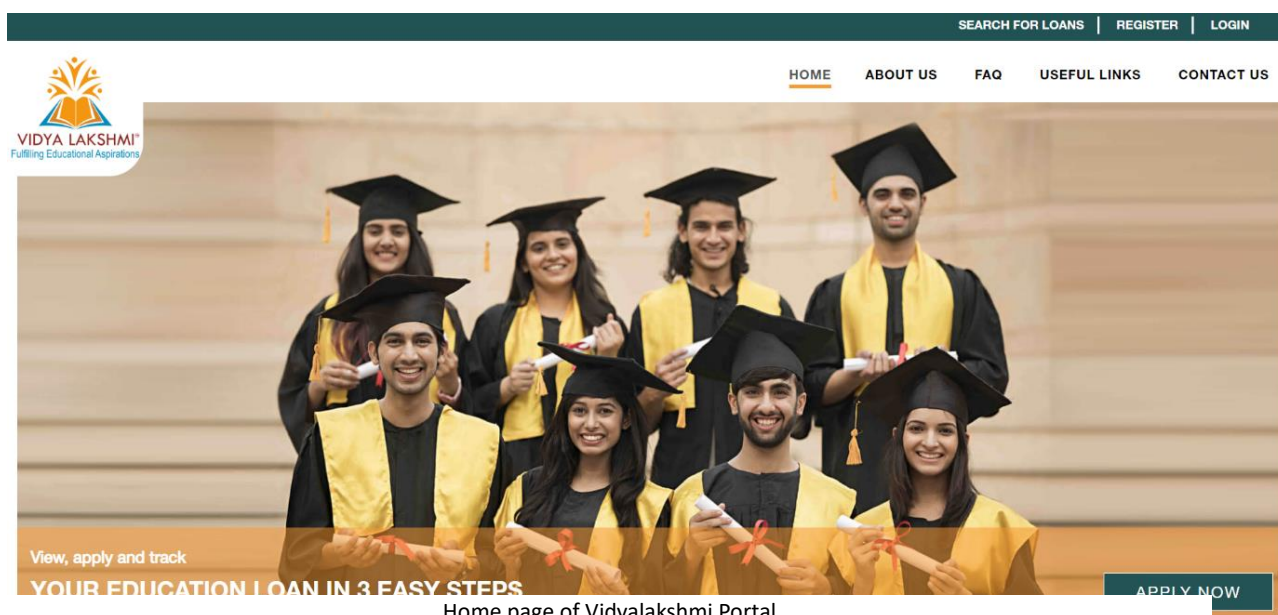 SEARCH FOR LOANS | REGISTER | LOGIN
HOME ABOUT US FAQ USEFUL LINKS CONTACT US
VIDYA LAKSHMI™
Fulfilling Educational Aspirations
View, apply and track
YOUR EDUCATION LOAN IN 3 EASY STEPS
APPLY NOW
Home page of Vidyalakshmi Portal